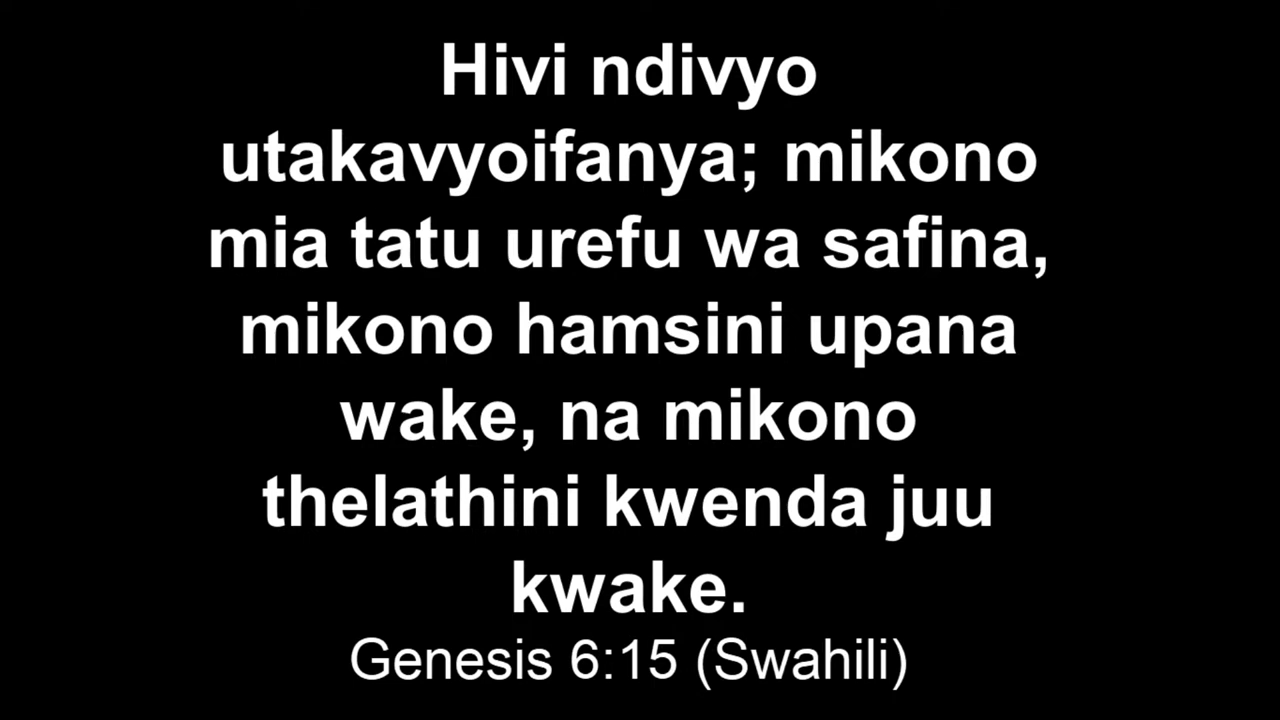 Hivi ndivyo
utakavyoifanya; mikono
mia tatu urefu wa safina,
mikono hamsini upana
wake, na mikono
thelathini kwenda juu
kwake.
Genesis 6:15 (Swahili)